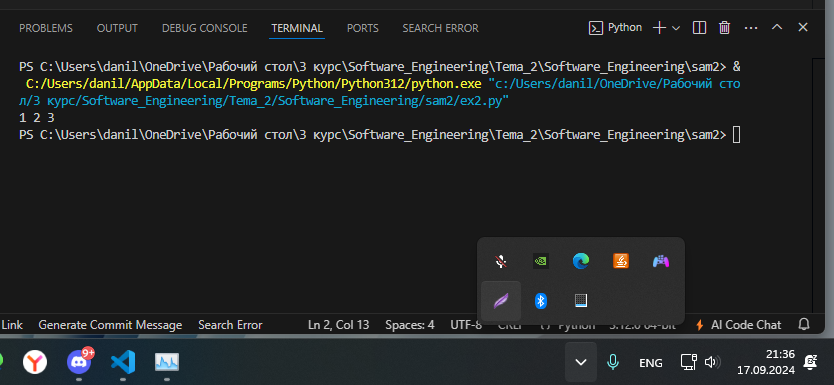 PROBLEMS OUTPUT DEBUG CONSOLE TERMINAL PORTS SEARCH ERROR Python
PS C:\Users\danil\OneDrive\Рабочий стол\3 курс\Software_Engineering\Tema_2\Software_Engineering\sam2> &
C:/Users/danil/AppData/Local/Programs/Python/Python312/python.exe "c:/Users/danil/OneDrive/Рабочий сто
л/3 курс/Software_Engineering/Tema_2/Software_Engineering/sam2/ex2.py"
1 2 3
PS C:\Users\danil\OneDrive\Рабочий стол\3 курс\Software_Engineering\Tema_2\Software_Engineering\sam2>
Link Generate Commit Message Search Error Ln 2, Col 13 Spaces: 4 UTF-8 CRLF Python 3.12.6 64-bit AI Code Chat
9+ ENG 21:36
17.09.2024